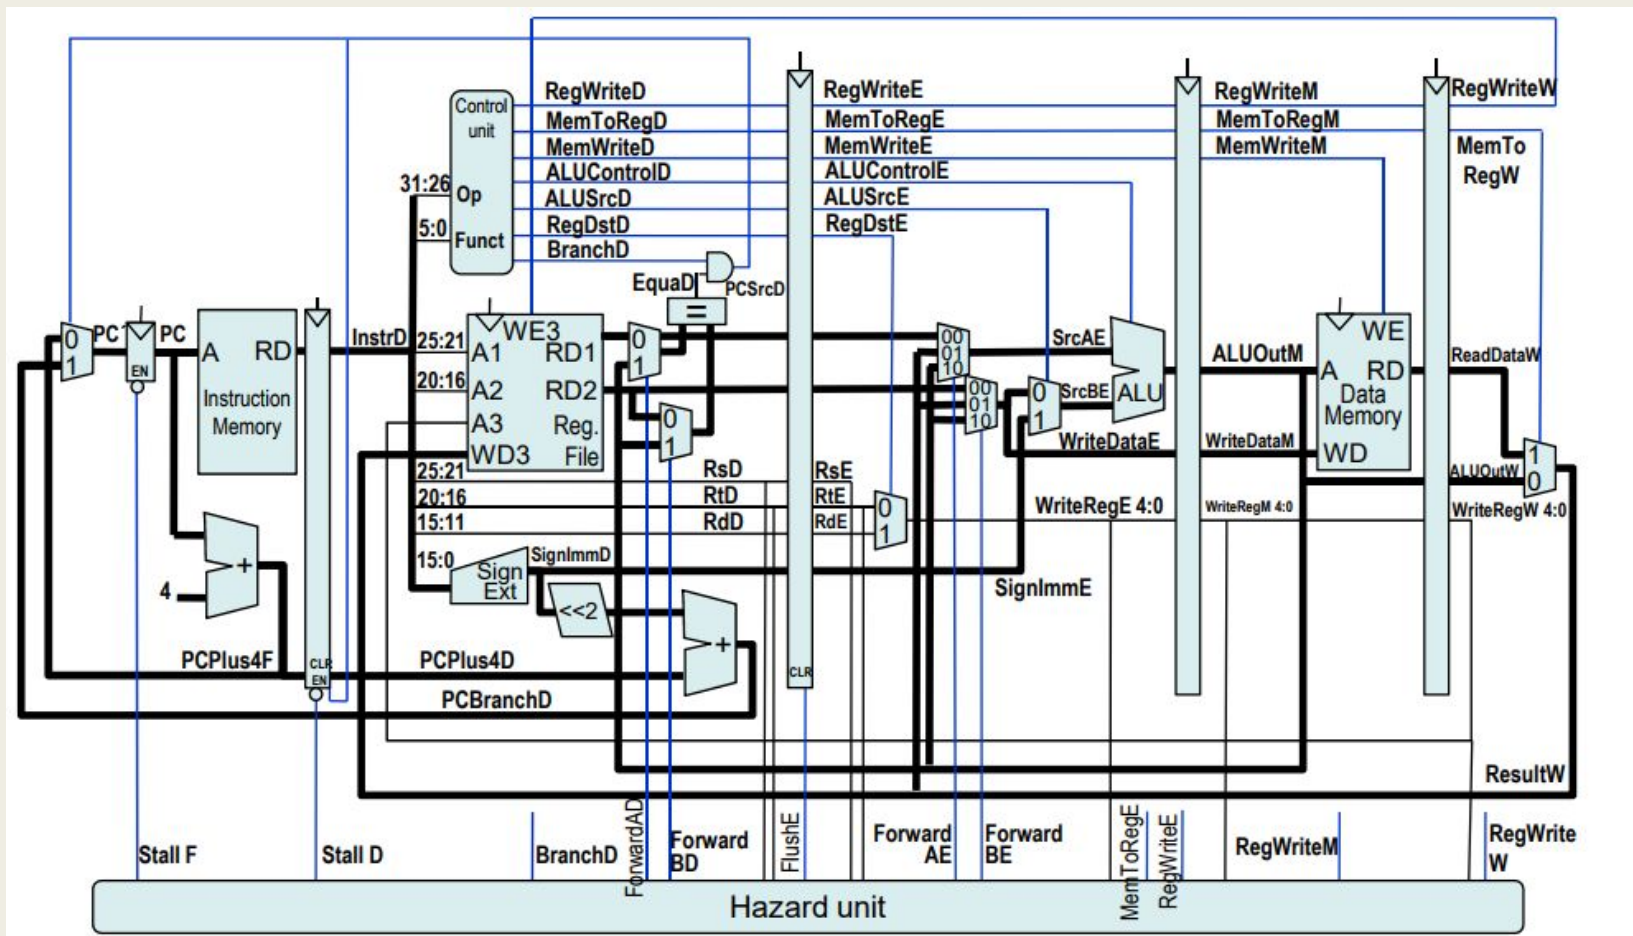 RegWriteD
RegWriteE
RegWriteM
RegWriteW
Control
unit
MemToRegD
MemToRegE
MemToRegM
MemWriteD
MemWriteE
MemWriteM
MemTo
RegW
ALUControlD
ALUControlE
31:26
Op
ALUSrcD
ALUSrcE
5:0
Funct
RegDstD
RegDstE
BranchD
EquaD
PCSrcD
=
0
1
PC'
EN
PC
A
RD
Instruction
Memory
InstrD
25:21
A1
WE3
RD1
20:16
A2
RD2
A3
Reg.
WD3
File
0
1
0
1
00
01
10
00
01
10
SrcAE
0
1
SrcBE
ALU
ALUOutM
WE
A
RD
Data
Memory
WD
ReadDataW
WriteDataE
WriteDataM
ALUOutW
1
0
25:21
RsD
RsE
20:16
RtD
RtE
15:11
RdD
RdE
0
1
WriteRegE 4:0
WriteRegM 4:0
WriteRegW 4:0
15:0
Sign
Ext
SignImmD
SignImmE
<<2
+
+
4
PCPlus4F
CLR
EN
PCPlus4D
CLR
PCBranchD
ResultW
Stall F
Stall D
BranchD
ForwardAD
Forward
BD
FlushE
Forward
AE
Forward
BE
MemToRegE
RegWriteE
RegWriteM
RegWrite
W
Hazard unit